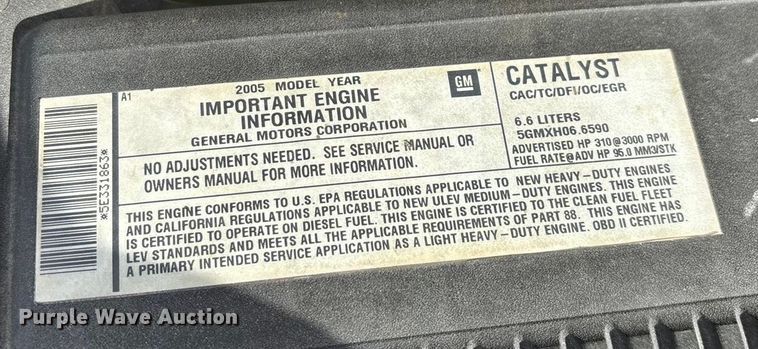 *5E331863*
A1
2005 MODEL YEAR
IMPORTANT ENGINE
INFORMATION
GENERAL MOTORS CORPORATION
GM
CATALYST
CAC/TC/DFI/OC/EGR
6.6 LITERS
5GMXH06.6590
ADVERTISED HP 310@3000 RPM
FUEL RATE@ADV HP 95.0 MM3/STK
NO ADJUSTMENTS NEEDED. SEE SERVICE MANUAL OR
OWNERS MANUAL FOR MORE INFORMATION.
THIS ENGINE CONFORMS TO U.S. EPA REGULATIONS APPLICABLE TO NEW HEAVY-DUTY ENGINES
AND CALIFORNIA REGULATIONS APPLICABLE TO NEW ULEV MEDIUM-DUTY ENGINES. THIS ENGINE
IS CERTIFIED TO OPERATE ON DIESEL FUEL. THIS ENGINE IS CERTIFIED TO THE CLEAN FUEL FLEET
LEV STANDARDS AND MEETS ALL THE APPLICABLE REQUIREMENTS OF PART 88. THIS ENGINE HAS
A PRIMARY INTENDED SERVICE APPLICATION AS A LIGHT HEAVY-DUTY ENGINE. OBD II CERTIFIED.
Purple Wave Auction